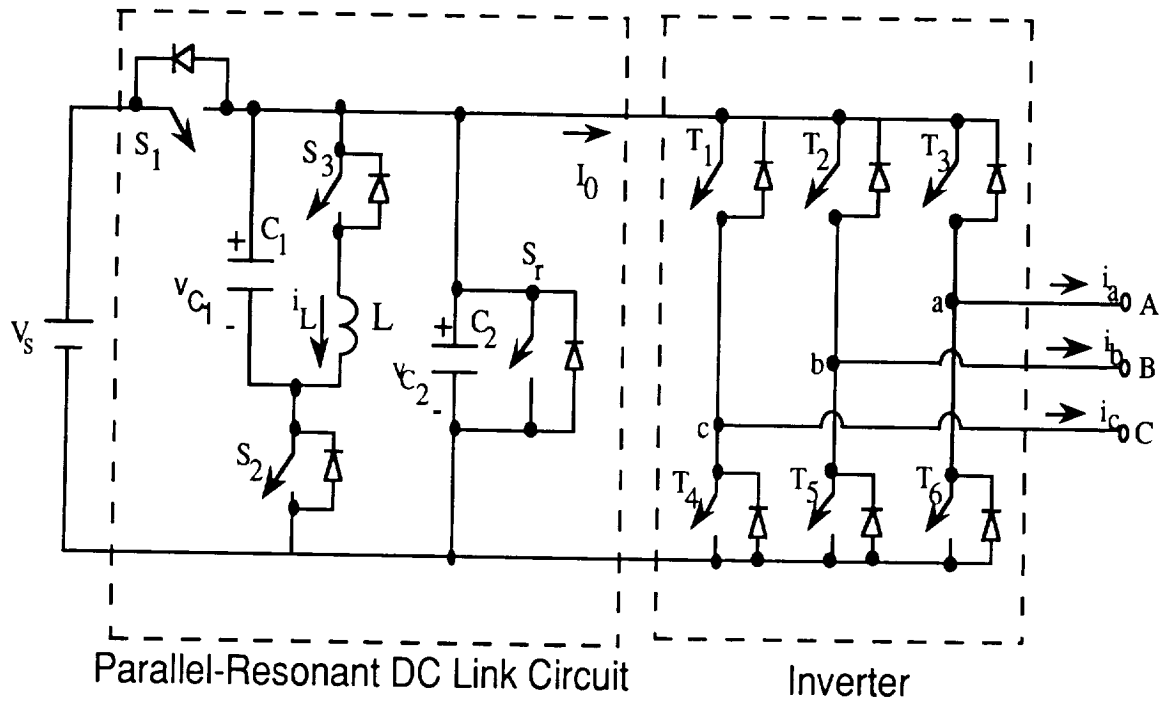 S1
S3
C1
+
vC1
-
iL
L
Vs
S2
I0
Sr
+
C2
vC2
-
T1
T2
T3
a
ia
A
b
ib
B
c
ic
C
T4
T5
T6
Parallel-Resonant DC Link Circuit
Inverter